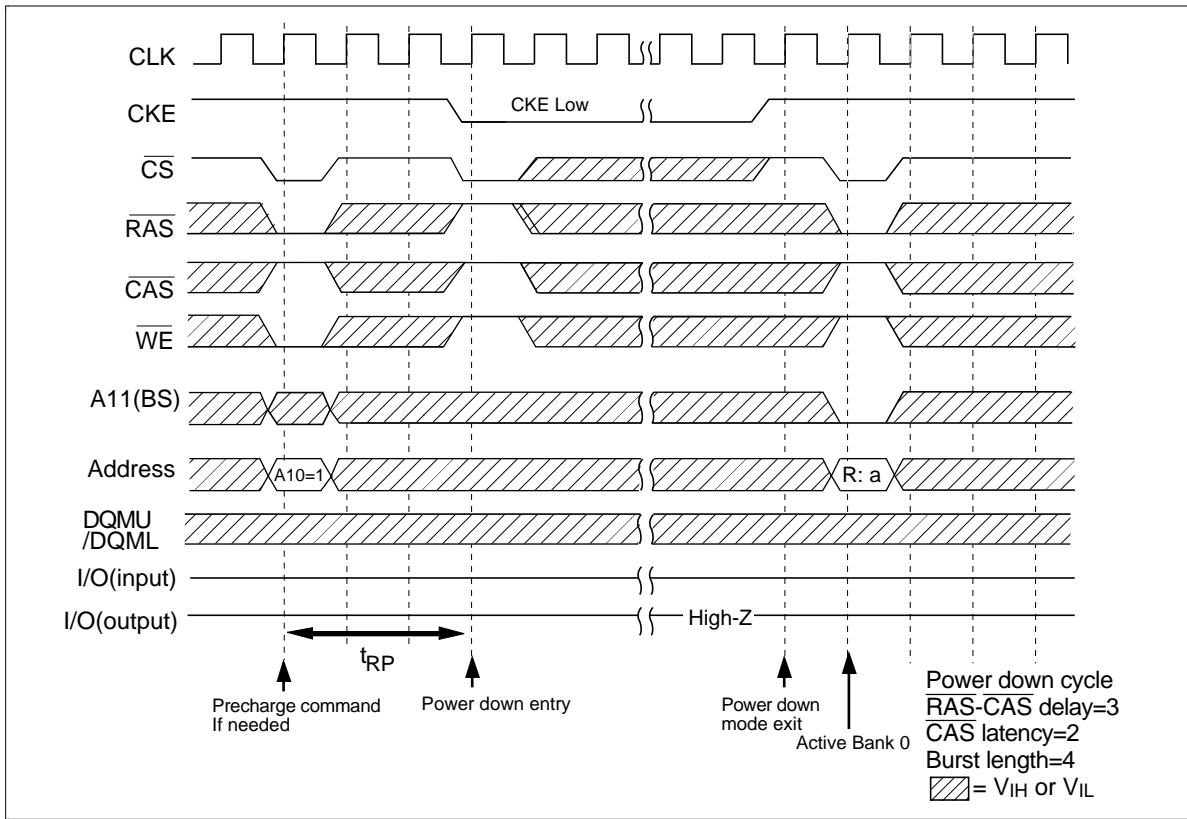 CLK
CKE
CKE Low
CS
RAS
CAS
WE
A11(BS)
Address
A10=1
R: a
DQMU
/DQML
I/O(input)
I/O(output)
High-Z
tRP
Precharge command
If needed
Power down entry
Power down
mode exit
Active Bank 0
Power down cycle
RAS-CAS delay=3
CAS latency=2
Burst length=4
= VIH or VIL